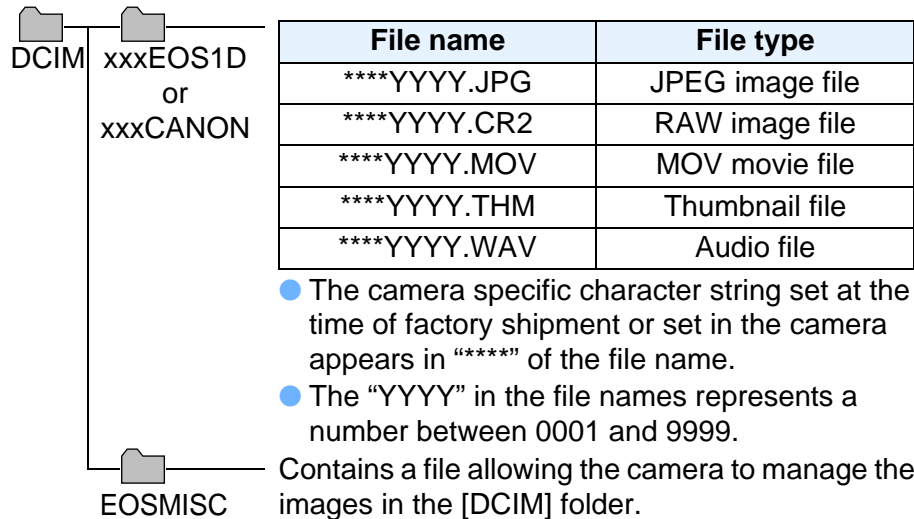 DCIM
xxxEOS1D
or
xxxCANON
File name File type
****YYYY.JPG JPEG image file
****YYYY.CR2 RAW image file
****YYYY.MOV MOV movie file
****YYYY.THM Thumbnail file
****YYYY.WAV Audio file
● The camera specific character string set at the
time of factory shipment or set in the camera
appears in “****” of the file name.
● The “YYYY” in the file names represents a
number between 0001 and 9999.
EOSMISC
Contains a file allowing the camera to manage the
images in the [DCIM] folder.